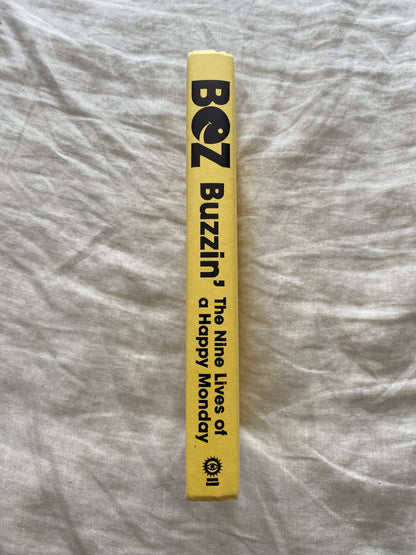 BEZ Buzzin'
The Nine Lives of
a Happy Monday